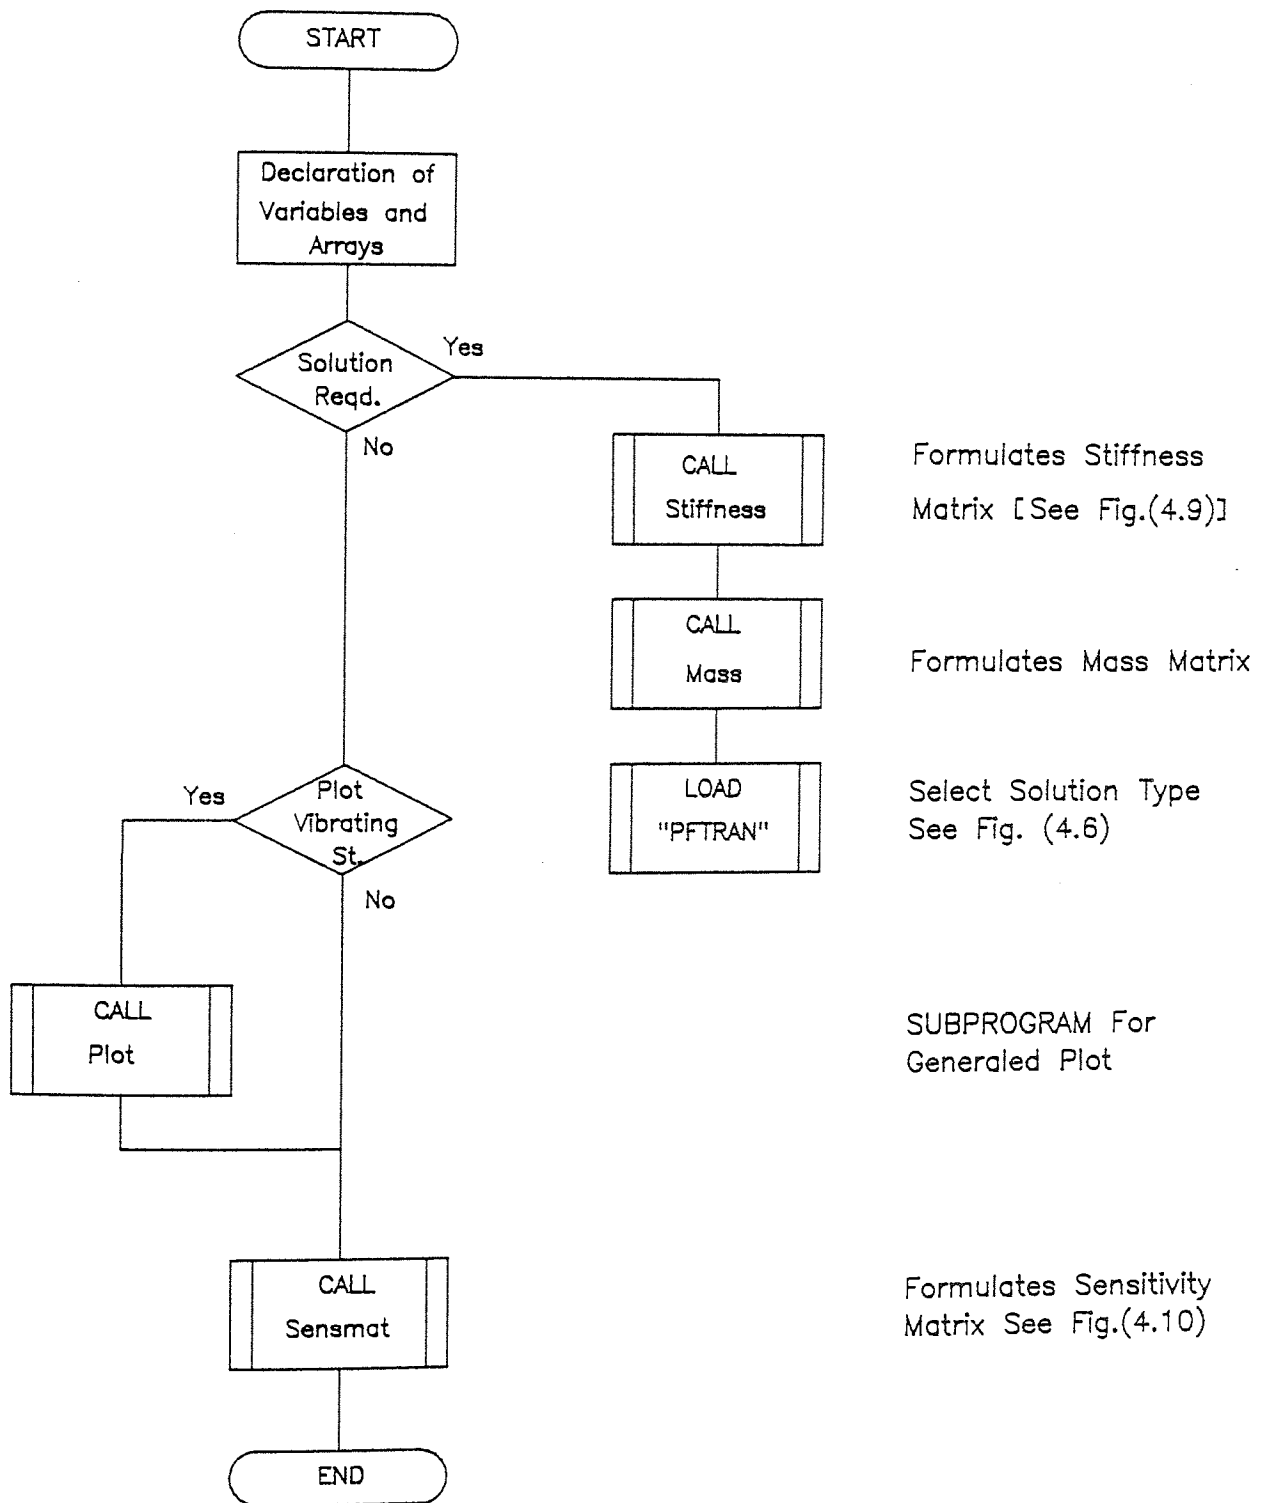 START
Declaration of
Variables and
Arrays
Solution
Reqd.
Yes
No
CALL
Stiffness
Formulates Stiffness
Matrix [See Fig.(4.9)]
CALL
Mass
Formulates Mass Matrix
LOAD
"PFTRAN"
Select Solution Type
See Fig. (4.6)
Plot
Vibrating
St.
Yes
No
CALL
Plot
SUBPROGRAM For
Generaled Plot
CALL
Sensmat
Formulates Sensitivity
Matrix See Fig.(4.10)
END